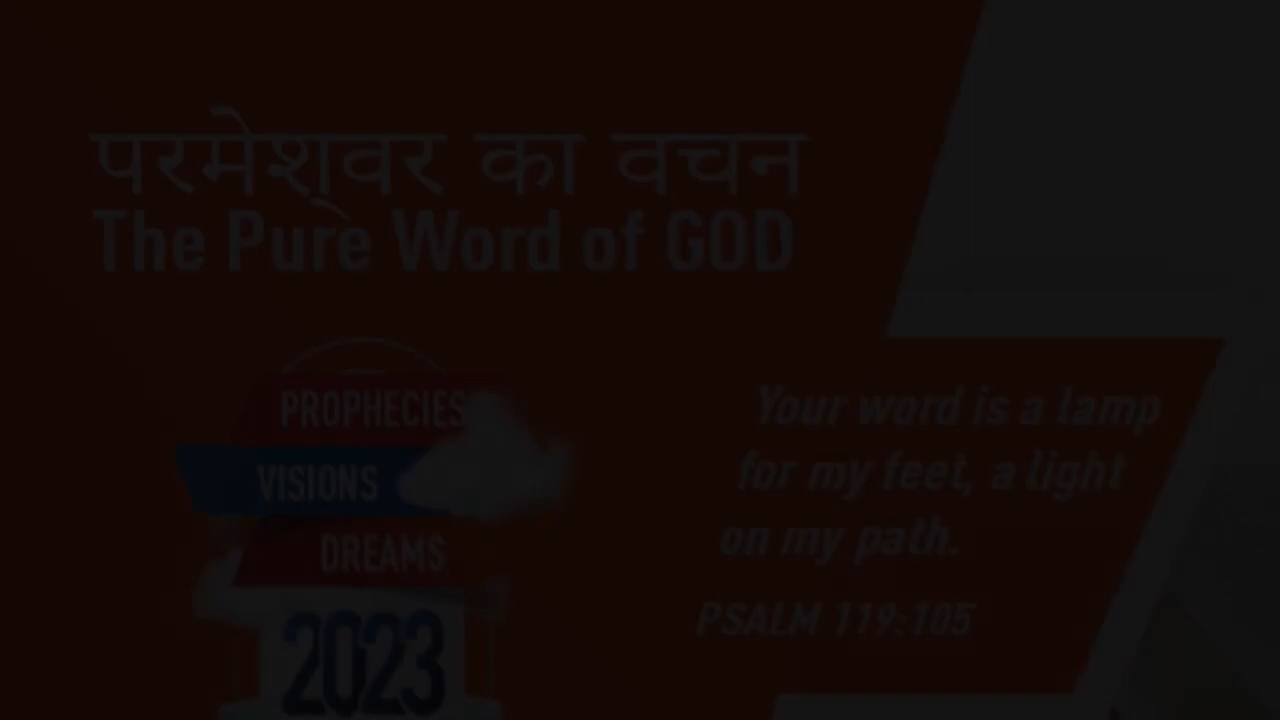 परमेश्वर का वचन
The Pure Word of GOD
PROPHECIES
VISIONS
DREAMS
2023
Your word is a lamp
for my feet, a light
on my path.
PSALM 119:105